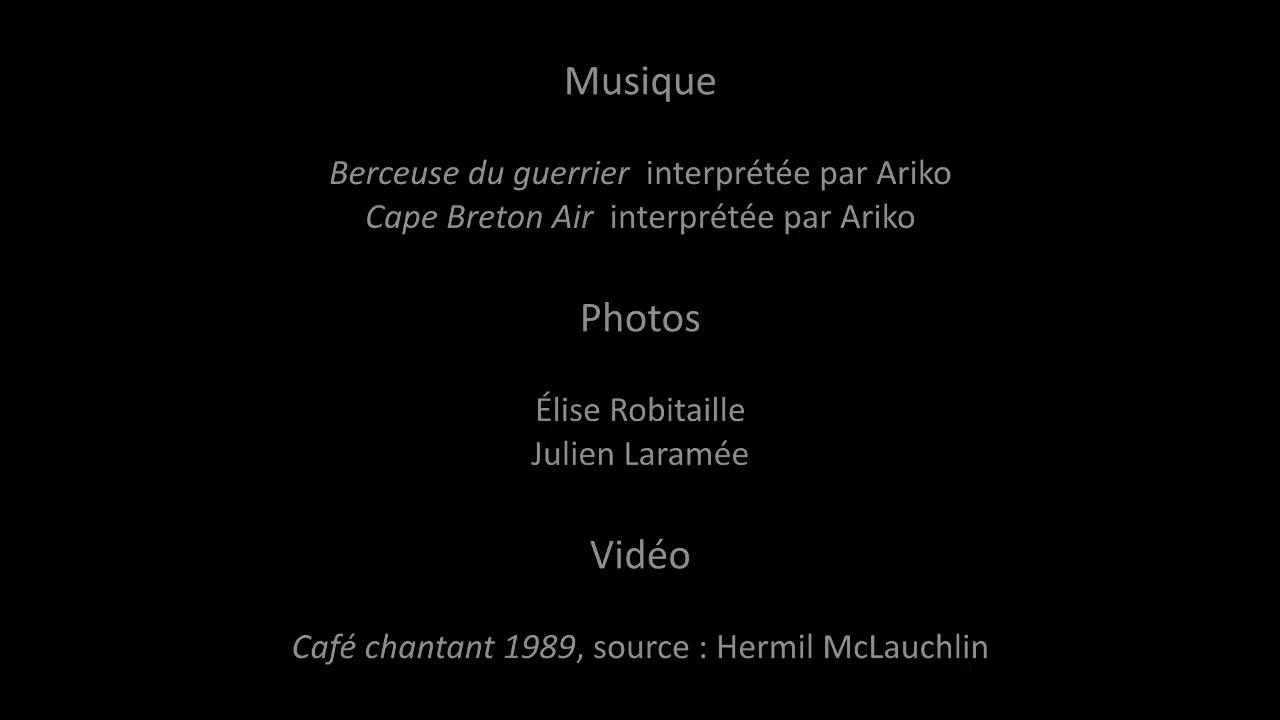 Musique
Berceuse du guerrier interprétée par Ariko
Cape Breton Air interprétée par Ariko
Photos
Élise Robitaille
Julien Laramée
Vidéo
Café chantant 1989, source : Hermil McLauchlin